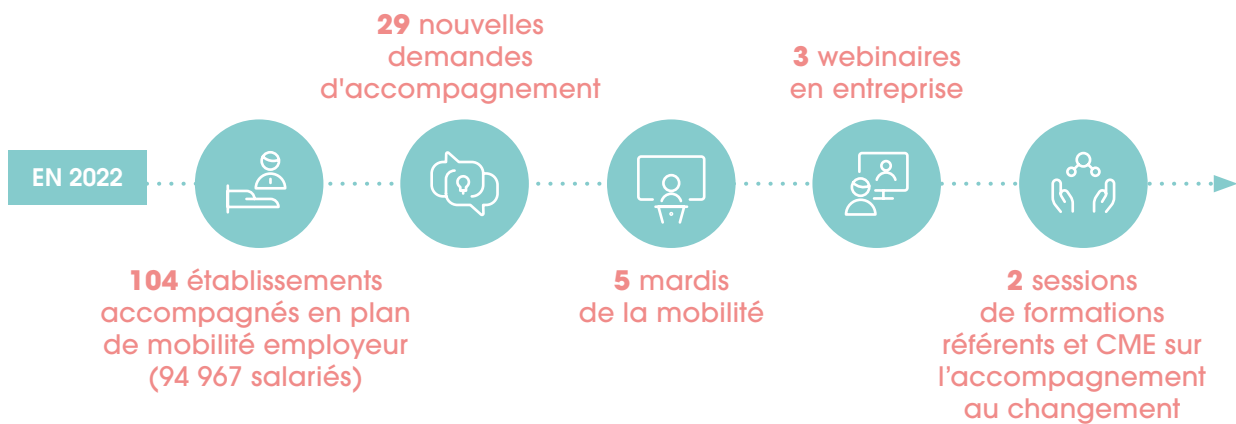 EN 2022
104 établissements
accompagnés en plan
de mobilité employeur
(94 967 salariés)
29 nouvelles
demandes
d'accompagnement
5 mardis
de la mobilité
3 webinaires
en entreprise
2 sessions
de formations
référents et CME sur
l’accompagnement
au changement